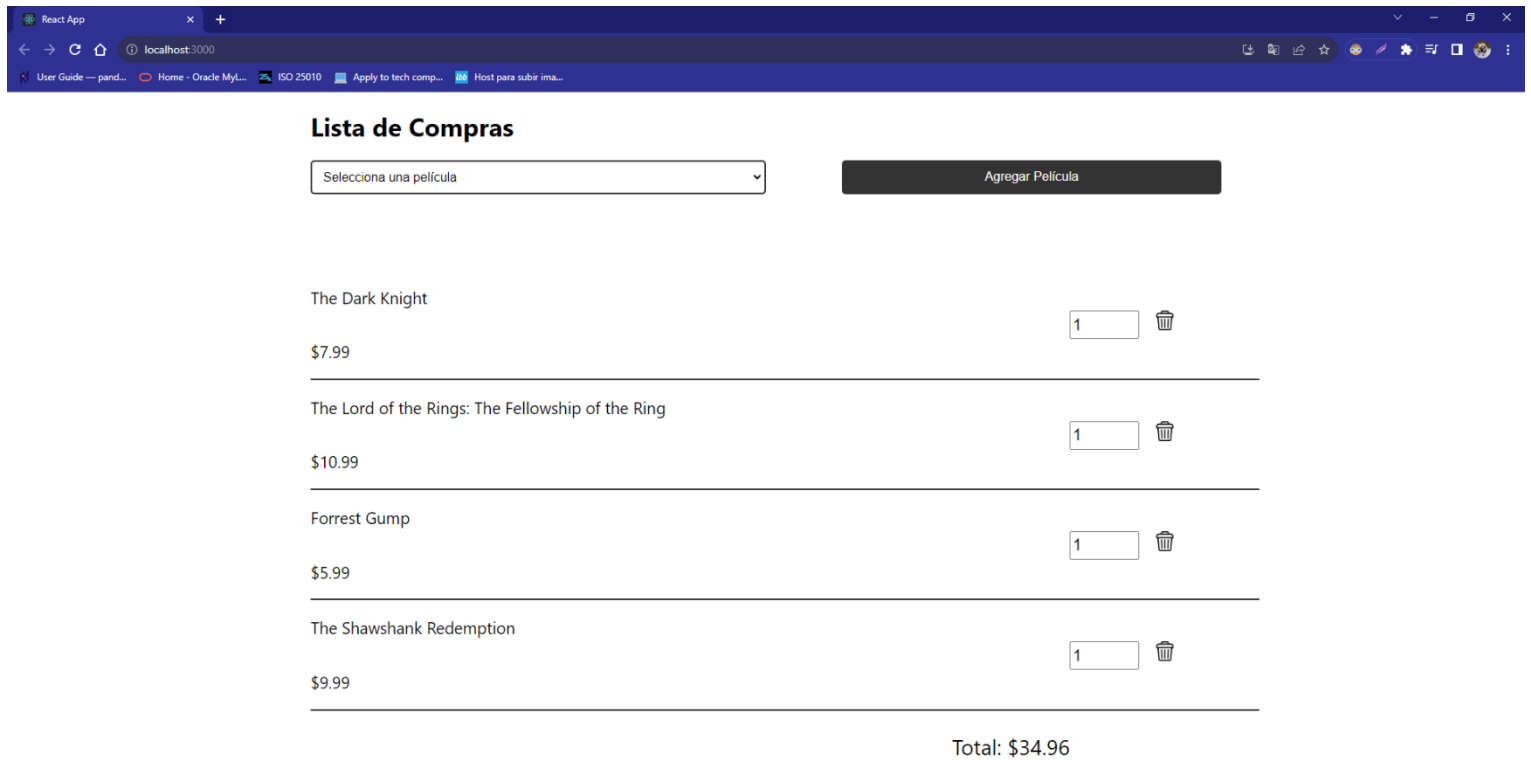 React App
localhost:3000
User Guide — pand... Home - Oracle MyL... ISO 25010 Apply to tech comp... ibb Host para subir ima...
Lista de Compras
Selecciona una película Agregar Película
The Dark Knight
1
$7.99
The Lord of the Rings: The Fellowship of the Ring
1
$10.99
Forrest Gump
1
$5.99
The Shawshank Redemption
1
$9.99
Total: $34.96